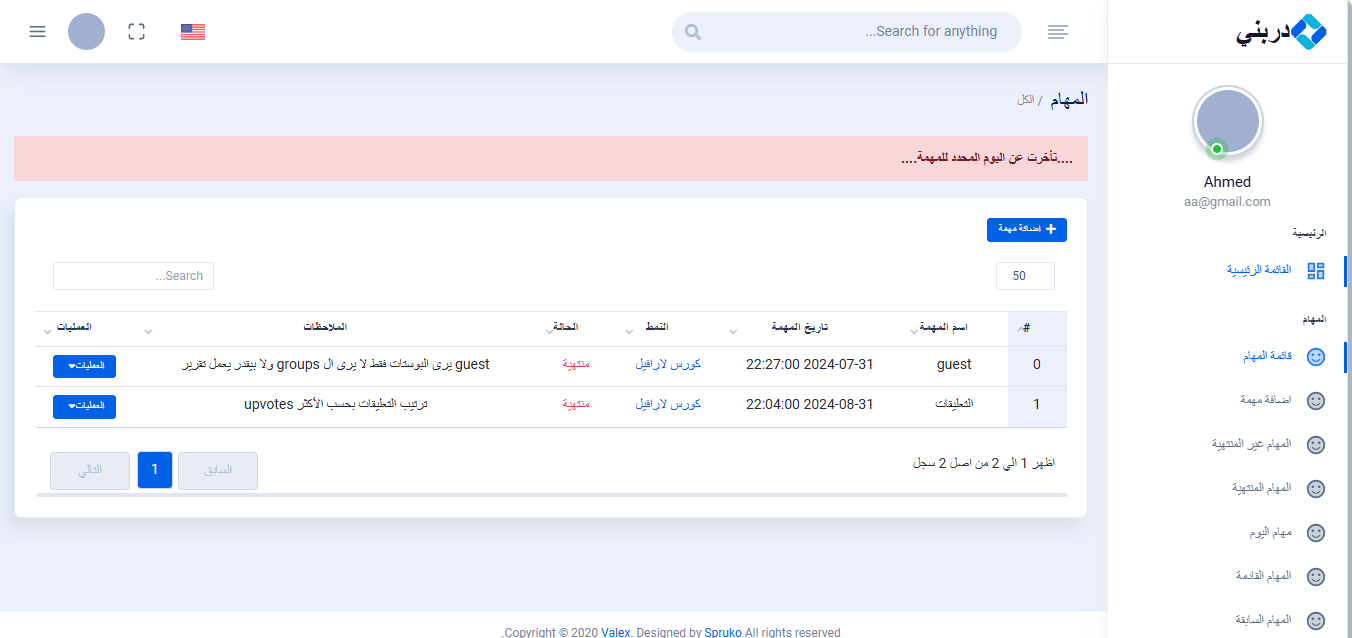 دربني
Search for anything...
Ahmed
aa@gmail.com
الرئيسية
القائمة الرئيسية
المهام
قائمة المهام
اضافة مهمة
المهام غير المنتهية
المهام المنتهية
مهام اليوم
المهام القادمة
المهام السابقة
المهام / الكل
....تأخرت عن اليوم المحدد للمهمة....
+ اضافة مهمة
50
Search...
# اسم المهمة تاريخ المهمة النمط الحالة الملاحظات العمليات
0 guest 2024-07-31 22:27:00 كورس لارافيل منتهية guest يرى البوستات فقط لا يرى ال groups ولا بيقدر يعمل تقرير العمليات
1 التعليقات 2024-08-31 22:04:00 كورس لارافيل منتهية ترتيب التعليقات بحسب الأكثر upvotes العمليات
اظهر 1 الي 2 من اصل 2 سجل
السابق 1 التالي
Copyright © 2020 Valex. Designed by Spruko All rights reserved.